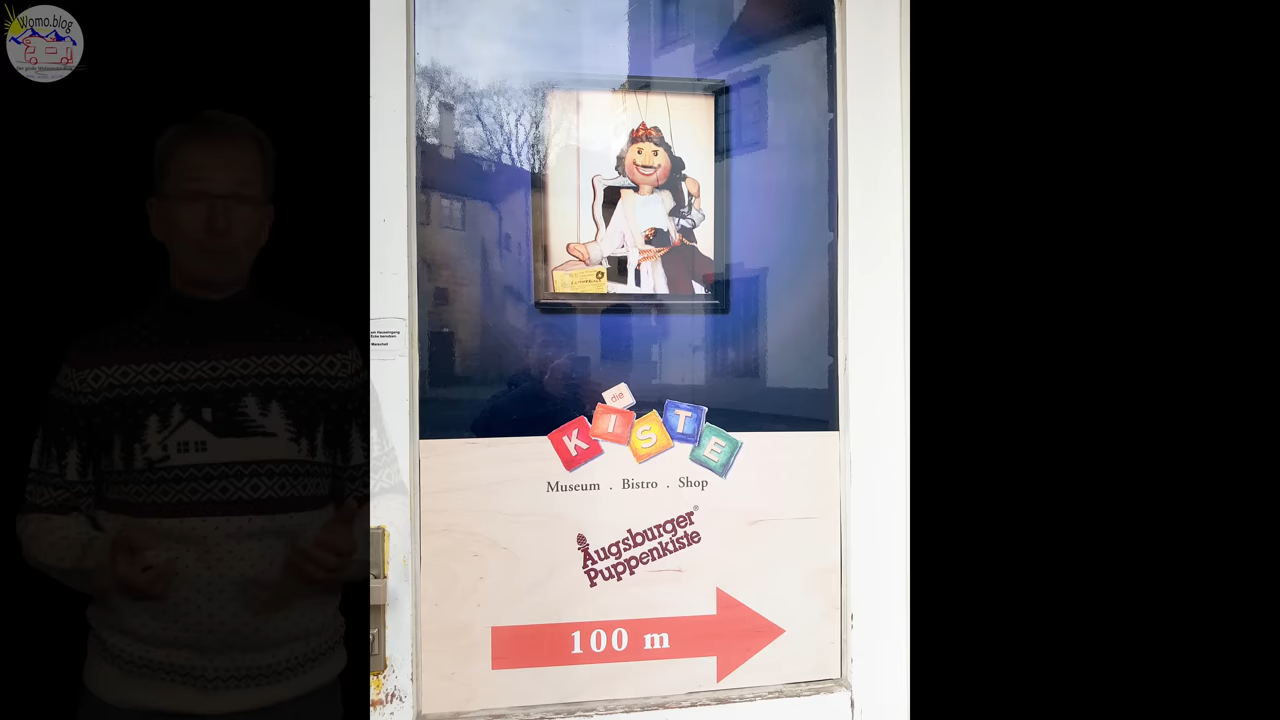 Womo.blog
die
KISTE
Museum . Bistro . Shop
Augsburger®
Puppenkiste
100 m